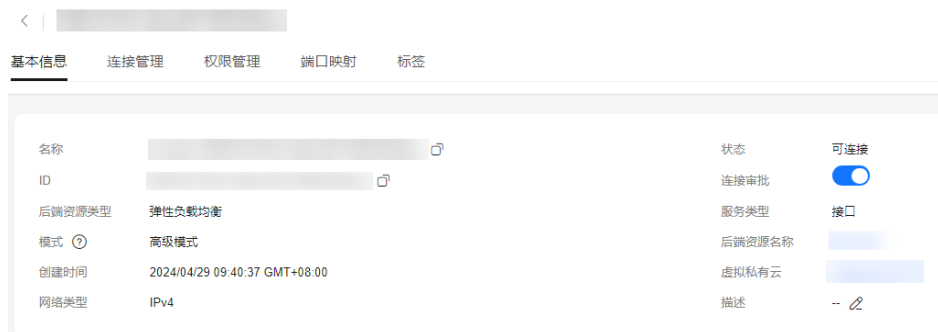 基本信息 连接管理 权限管理 端口映射 标签
名称 状态 可连接
ID 连接审批
后端资源类型 弹性负载均衡 服务类型 接口
模式 ? 高级模式 后端资源名称
创建时间 2024/04/29 09:40:37 GMT+08:00 虚拟私有云
网络类型 IPv4 描述 --